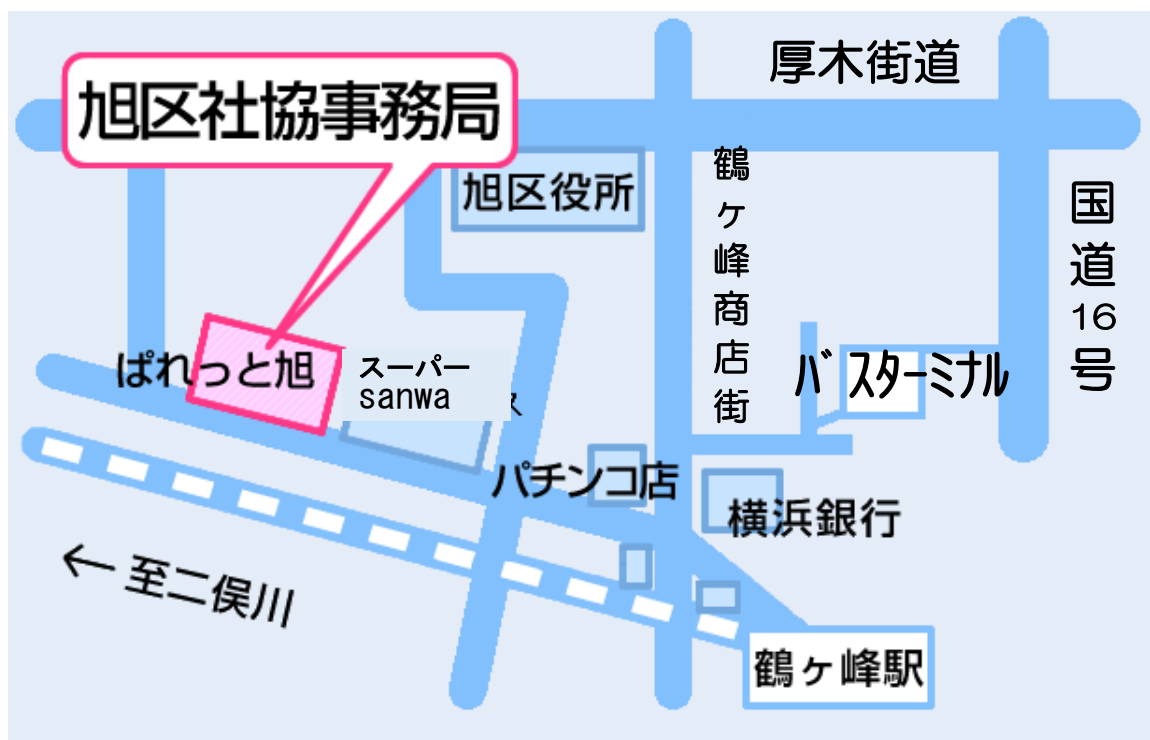 厚木街道
旭区社協事務局
旭区役所
鶴ヶ峰商店街
国道16号
ぱれっと旭
スーパー
sanwa
ス
バスターミナル
パチンコ店
横浜銀行
←至二俣川
鶴ヶ峰駅